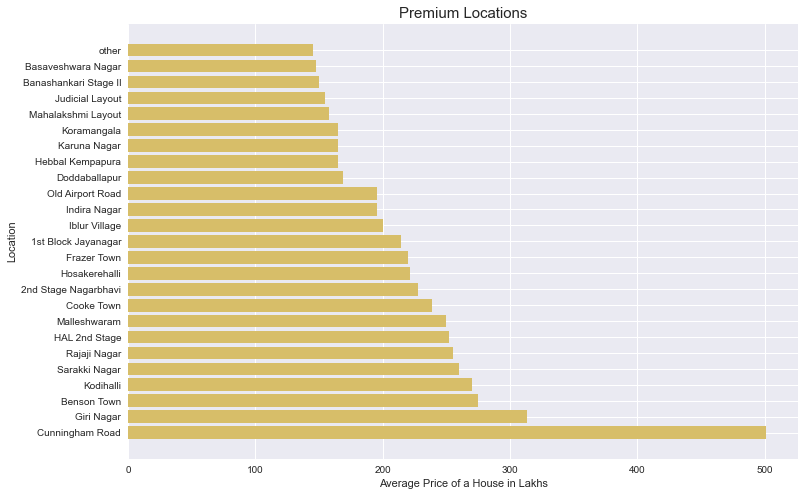 Premium Locations
other
Basaveshwara Nagar
Banashankari Stage II
Judicial Layout
Mahalakshmi Layout
Koramangala
Karuna Nagar
Hebbal Kempapura
Doddaballapur
Old Airport Road
Indira Nagar
Iblur Village
1st Block Jayanagar
Frazer Town
Hosakerehalli
2nd Stage Nagarbhavi
Cooke Town
Malleshwaram
HAL 2nd Stage
Rajaji Nagar
Sarakki Nagar
Kodihalli
Benson Town
Giri Nagar
Cunningham Road
Location
0 100 200 300 400 500
Average Price of a House in Lakhs